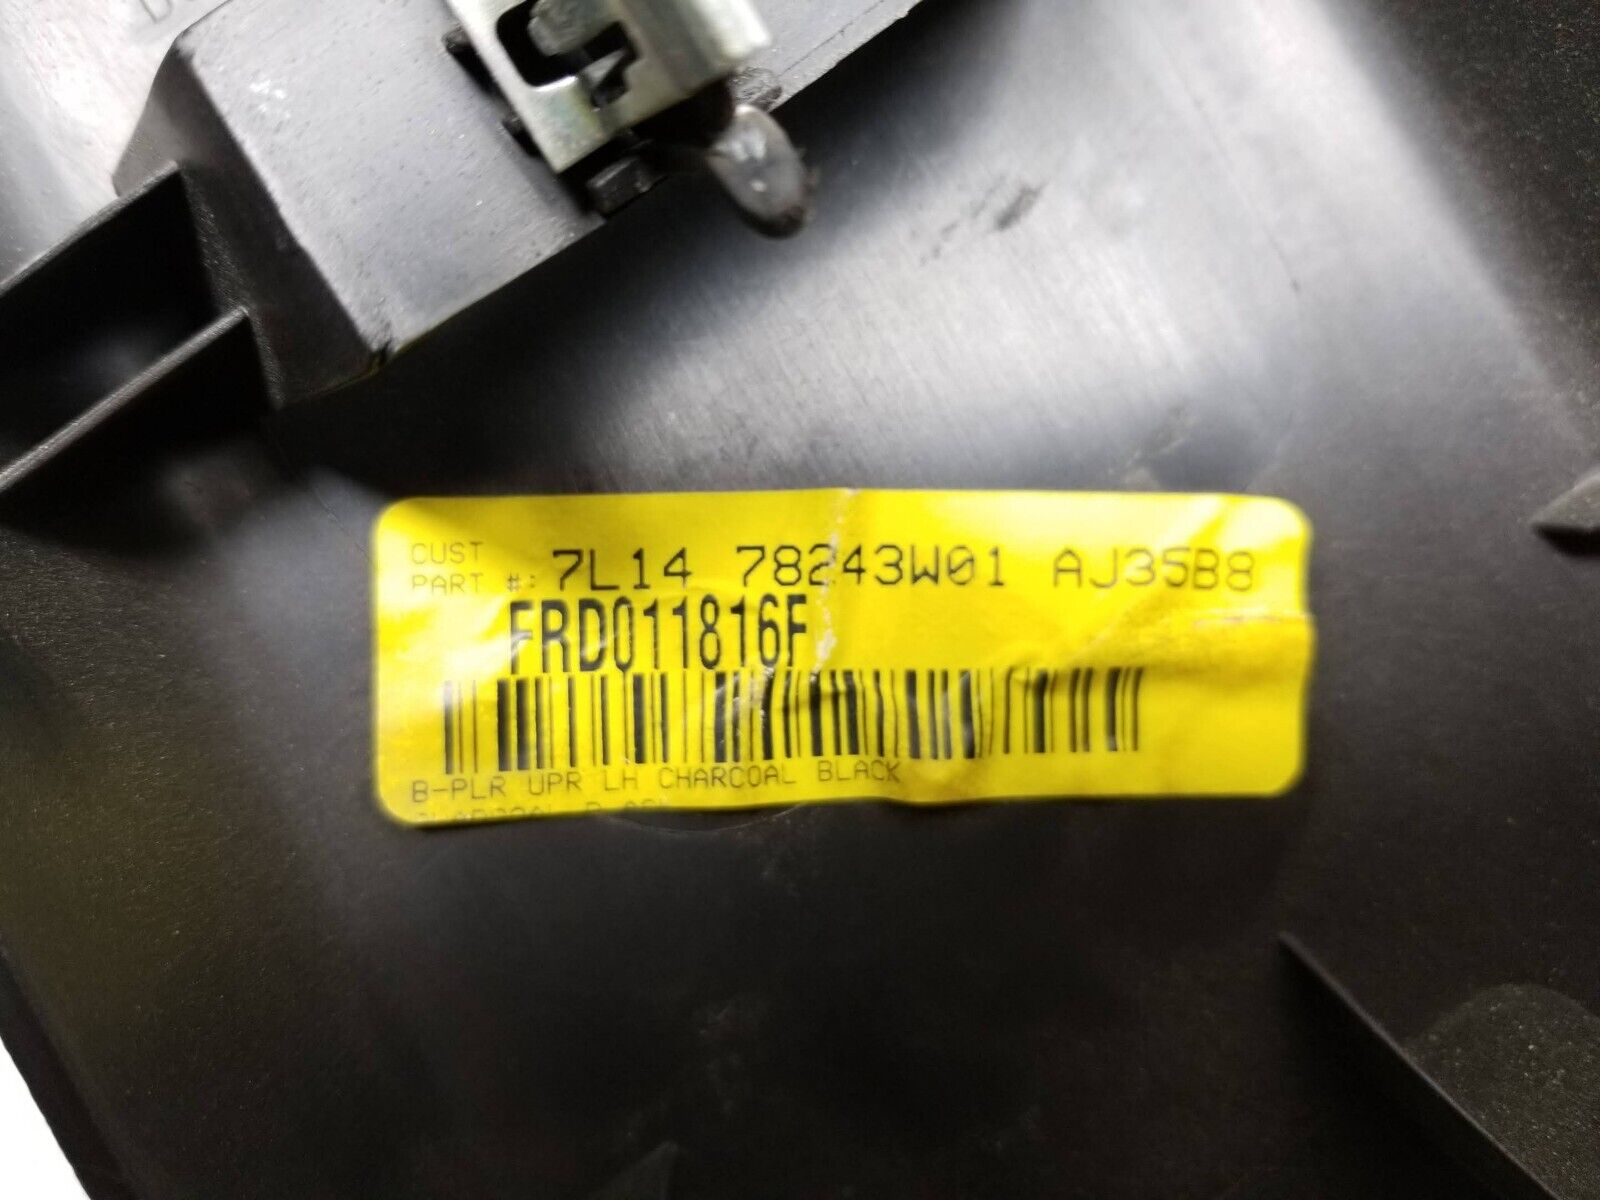 CUST
PART #: 7L14 78243W01 AJ35B8
FRD011816F
B-PLR UPR LH CHARCOAL BLACK